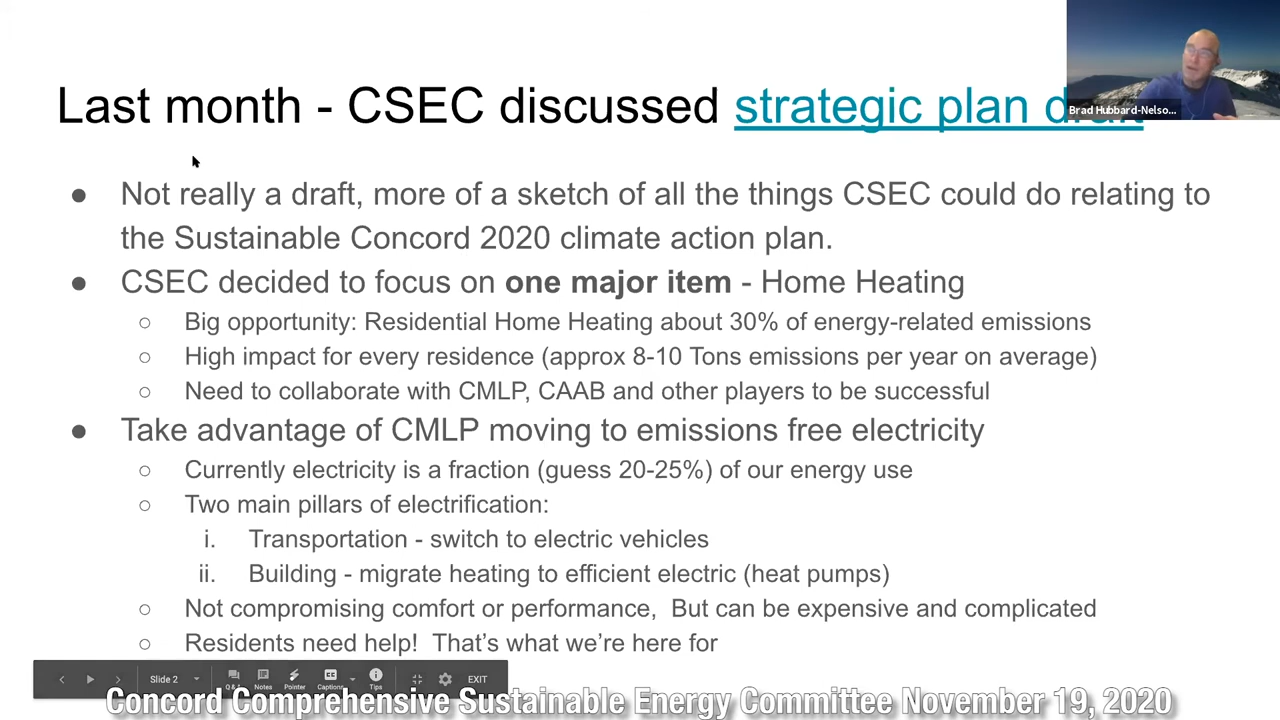 Last month - CSEC discussed strategic plan draft
Brad Hubbard-Nelso...
● Not really a draft, more of a sketch of all the things CSEC could do relating to
the Sustainable Concord 2020 climate action plan.
● CSEC decided to focus on one major item - Home Heating
○ Big opportunity: Residential Home Heating about 30% of energy-related emissions
○ High impact for every residence (approx 8-10 Tons emissions per year on average)
○ Need to collaborate with CMLP, CAAB and other players to be successful
● Take advantage of CMLP moving to emissions free electricity
○ Currently electricity is a fraction (guess 20-25%) of our energy use
○ Two main pillars of electrification:
i. Transportation - switch to electric vehicles
ii. Building - migrate heating to efficient electric (heat pumps)
○ Not compromising comfort or performance, But can be expensive and complicated
○ Residents need help! That's what we're here for
Slide 2 Q&A Notes Pointer Captions Tips EXIT
Concord Comprehensive Sustainable Energy Committee November 19, 2020